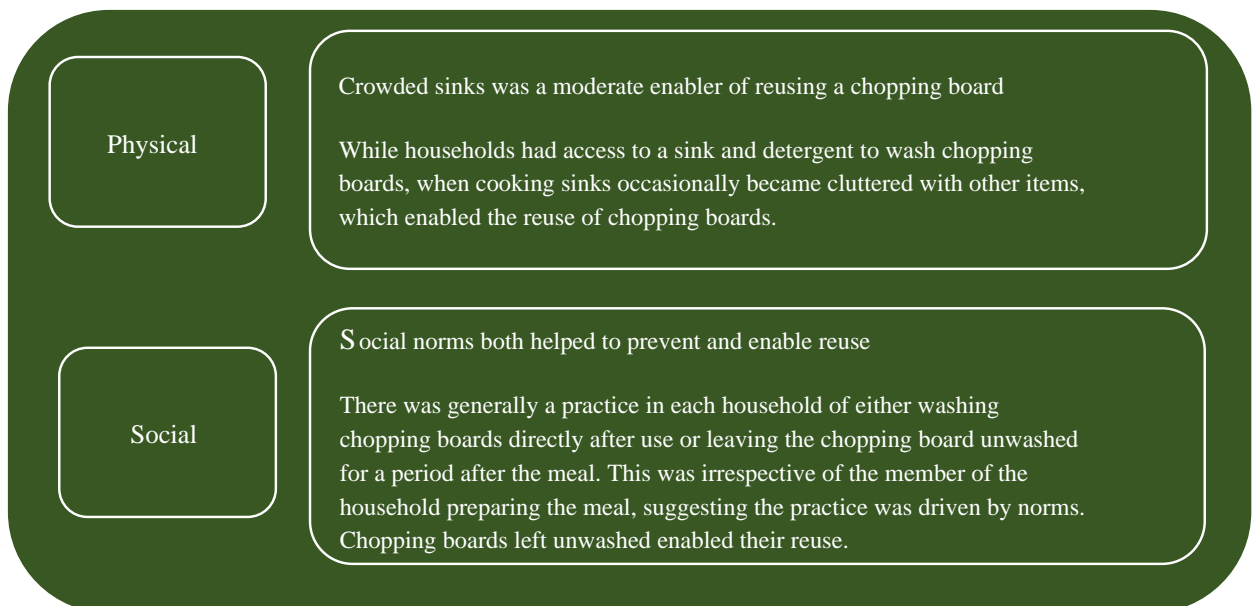 Physical
Crowded sinks was a moderate enabler of reusing a chopping board
While households had access to a sink and detergent to wash chopping
boards, when cooking sinks occasionally became cluttered with other items,
which enabled the reuse of chopping boards.
Social
Social norms both helped to prevent and enable reuse
There was generally a practice in each household of either washing
chopping boards directly after use or leaving the chopping board unwashed
for a period after the meal. This was irrespective of the member of the
household preparing the meal, suggesting the practice was driven by norms.
Chopping boards left unwashed enabled their reuse.